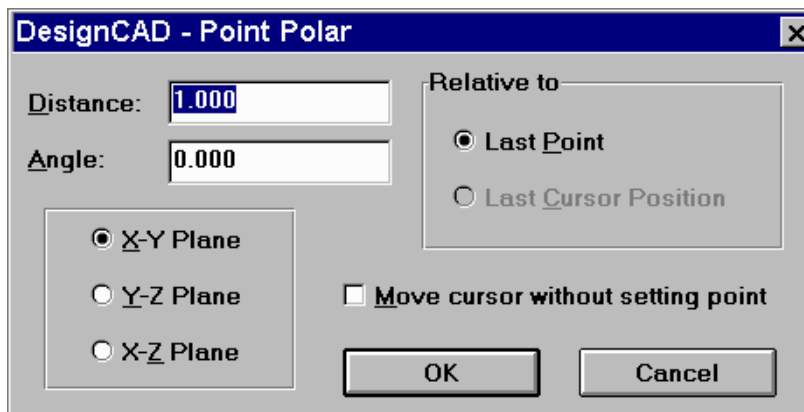 DesignCAD - Point Polar
Distance: 1.000
Angle: 0.000
Relative to
Last Point
Last Cursor Position
X-Y Plane
Y-Z Plane
X-Z Plane
Move cursor without setting point
OK Cancel